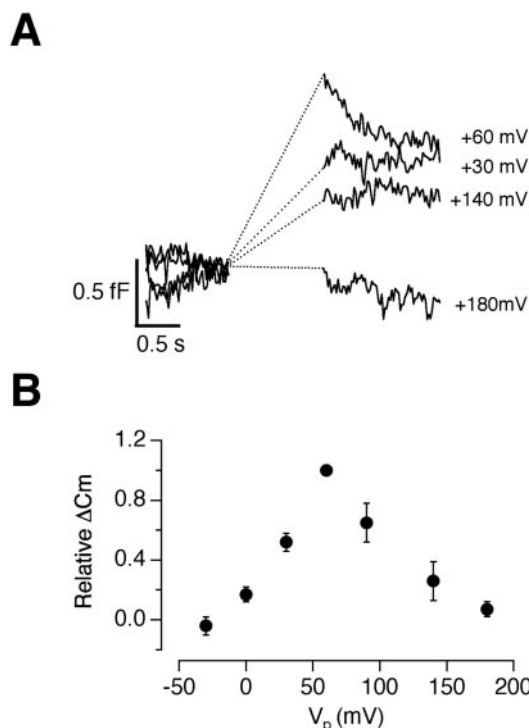 A
+60 mV
+30 mV
+140 mV
0.5 fF
+180mV
0.5 s
B
1.2
0.8
0.4
0.0
Relative ΔCm
-50 0 50 100 150 200
Vp (mV)